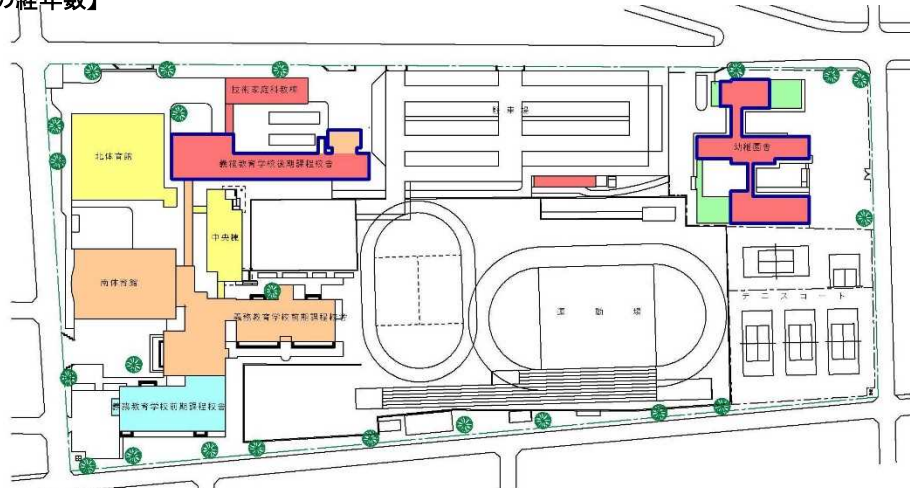 の経年数】
技術家庭科教棟
駐車場
北体育館
義務教育学校後期課程校舎
幼稚園舎
中央棟
南体育館
テニスコート
義務教育学校前期課程校舎
運動場
義務教育学校前期課程校舎